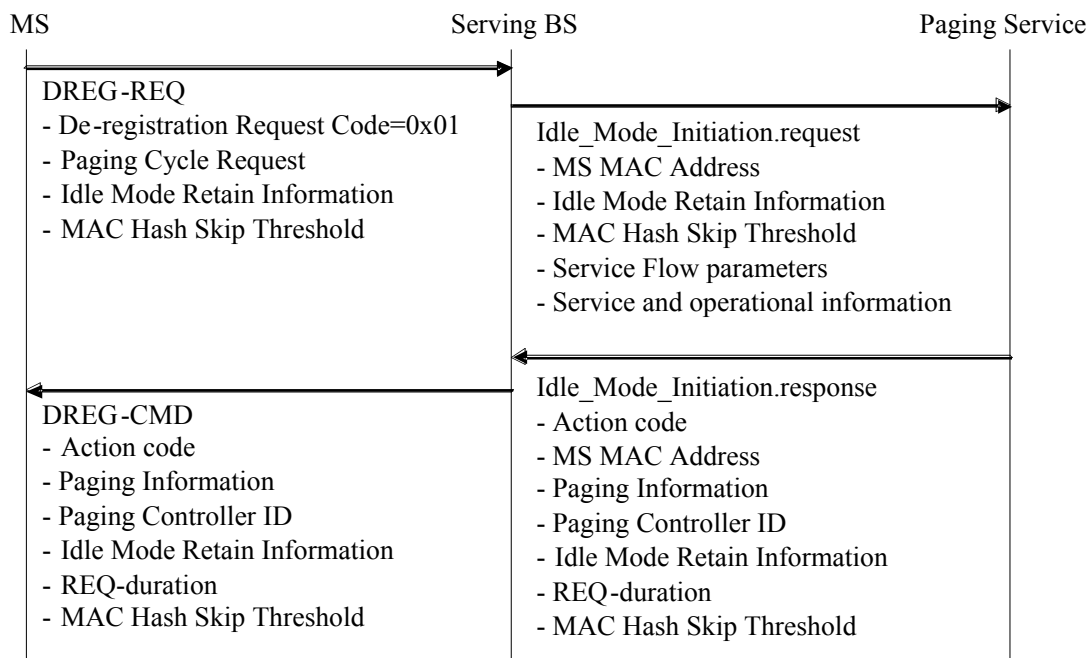 MS
Serving BS
Paging Service
DREG-REQ
- De-registration Request Code=0x01
- Paging Cycle Request
- Idle Mode Retain Information
- MAC Hash Skip Threshold
Idle_Mode_Initiation.request
- MS MAC Address
- Idle Mode Retain Information
- MAC Hash Skip Threshold
- Service Flow parameters
- Service and operational information
Idle_Mode_Initiation.response
- Action code
- MS MAC Address
- Paging Information
- Paging Controller ID
- Idle Mode Retain Information
- REQ-duration
- MAC Hash Skip Threshold
DREG-CMD
- Action code
- Paging Information
- Paging Controller ID
- Idle Mode Retain Information
- REQ-duration
- MAC Hash Skip Threshold